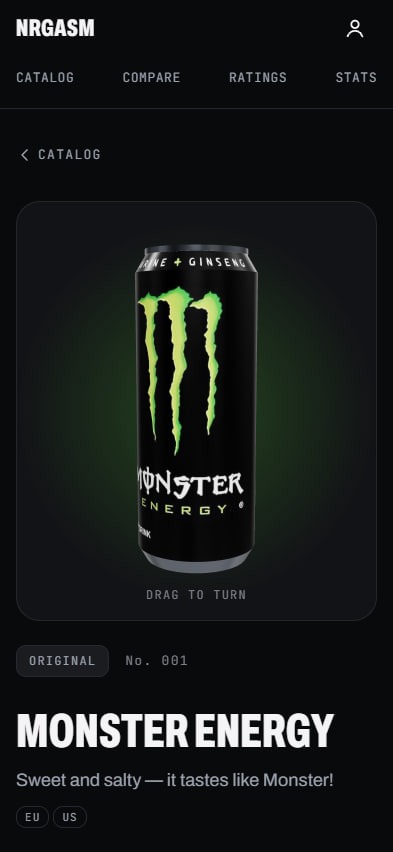 NRGASM
CATALOG COMPARE RATINGS STATS
CATALOG
+ GINSENG
MONSTER
ENERGY ®
DRAG TO TURN
ORIGINAL No. 001
MONSTER ENERGY
Sweet and salty — it tastes like Monster!
EU US